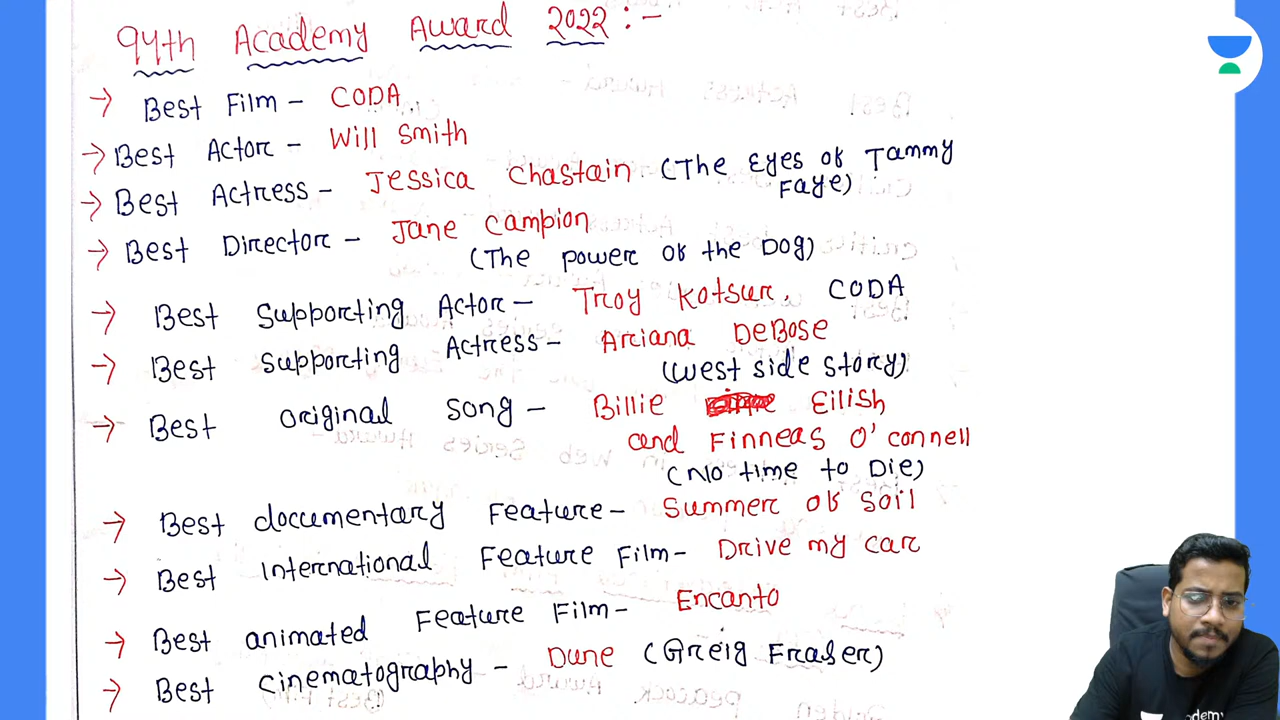 94th Academy Award 2022 :-
→ Best Film - CODA.
→ Best Actor - Will Smith
→ Best Actress - Jessica Chastain (The Eyes of Tammy
Faye)
→ Best Director - Jane Campion
(The power of the Dog)
→ Best Supporting Actor - Troy Kotsur. CODA
→ Best Supporting Actress - Ariana DeBose
(West side story)
→ Best original song - Billie Eilish
and Finneas O'connell
(No time to Die)
→ Best documentary Feature - Summer of Soil
→ Best International Feature Film - Drive my car
→ Best animated Feature Film - Encanto
→ Best cinematography - Dune (Greig Fraser)